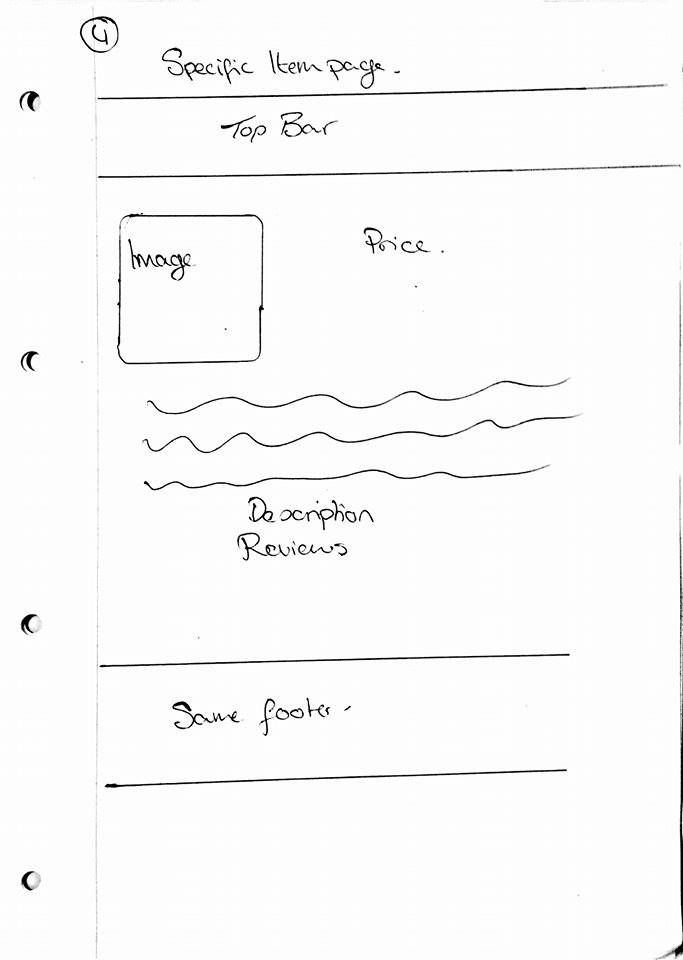 4
Specific Item page.
Top Bar
Image
Price.
Description
Reviews
Same footer.